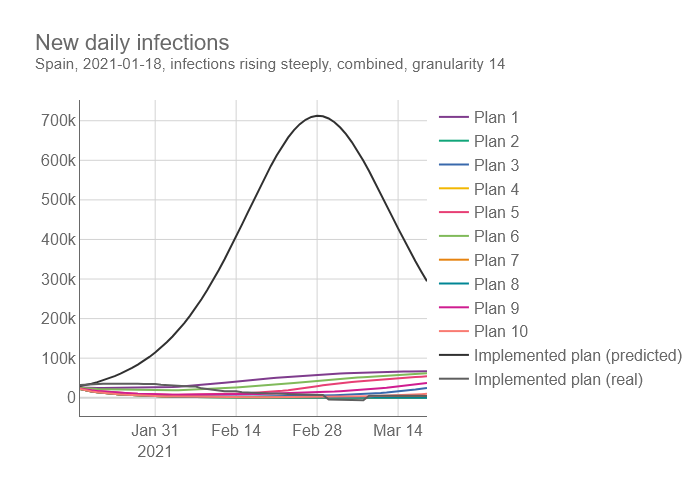 New daily infections
Spain, 2021-01-18, infections rising steeply, combined, granularity 14
700k
600k
500k
400k
300k
200k
100k
0
Jan 31
2021
Feb 14
Feb 28
Mar 14
Plan 1
Plan 2
Plan 3
Plan 4
Plan 5
Plan 6
Plan 7
Plan 8
Plan 9
Plan 10
Implemented plan (predicted)
Implemented plan (real)